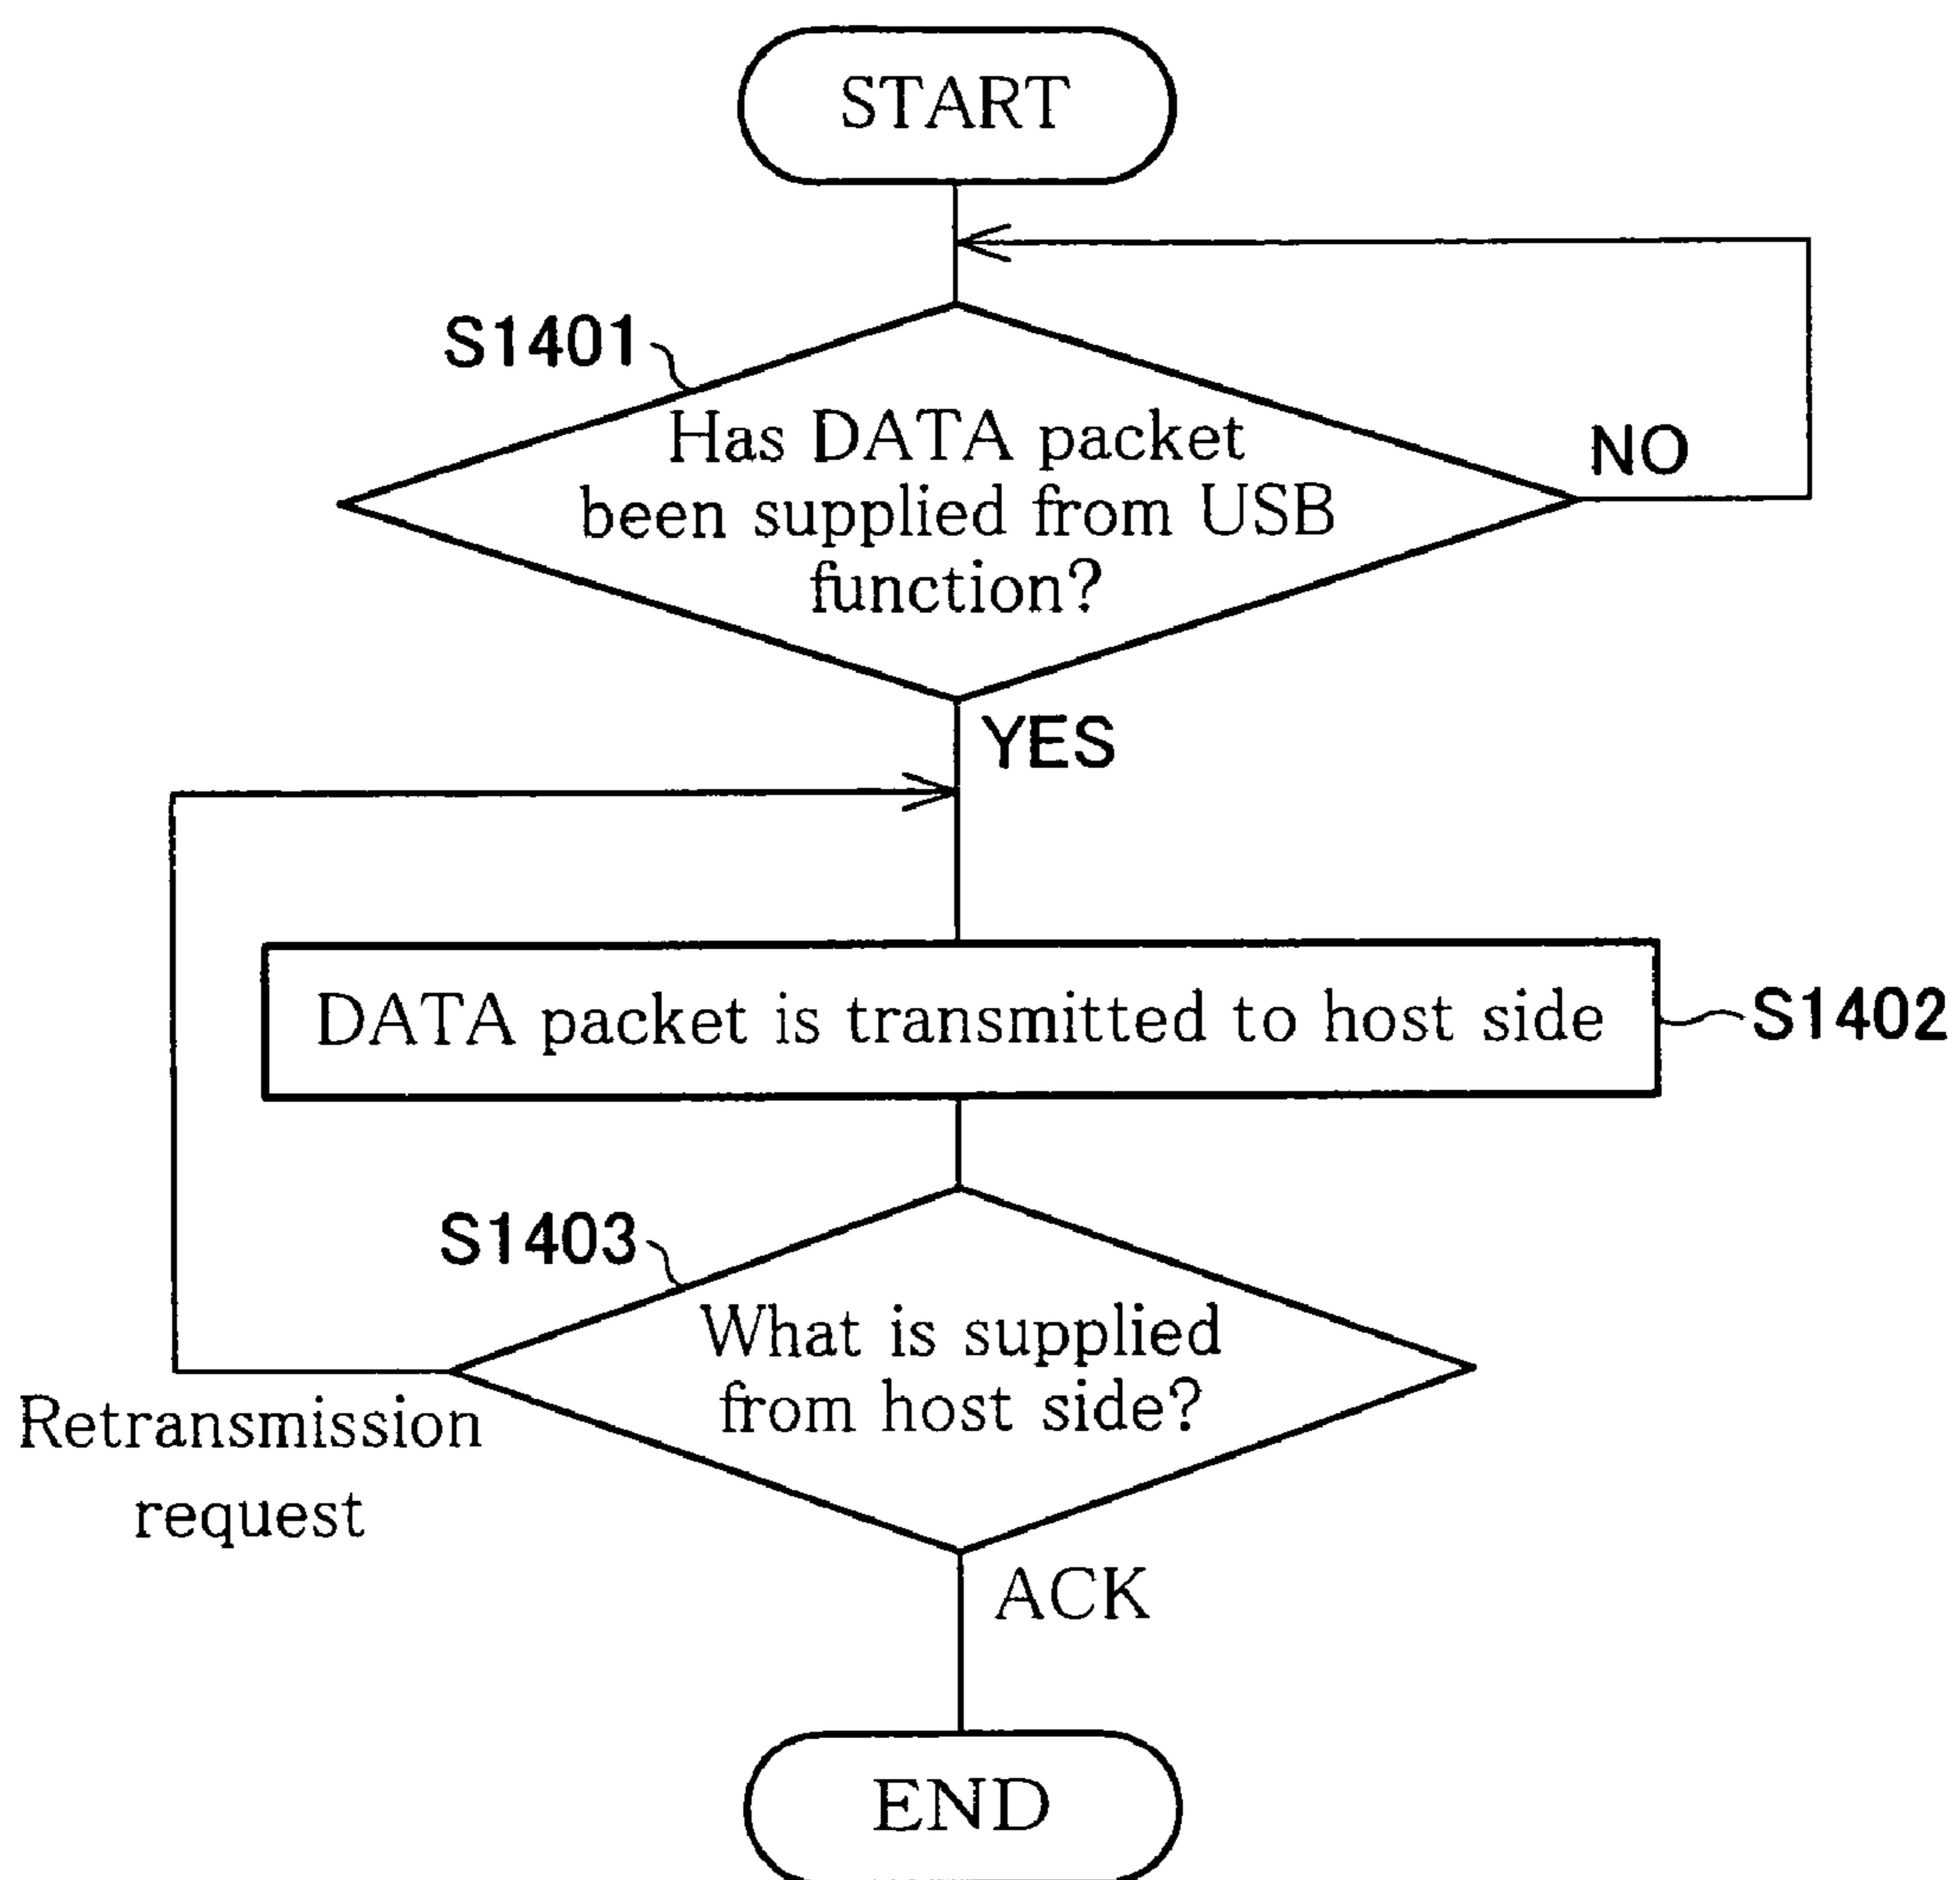 START
S1401
Has DATA packet
been supplied from USB
function?
NO
YES
DATA packet is transmitted to host side
S1402
S1403
What is supplied
from host side?
Retransmission
request
ACK
END